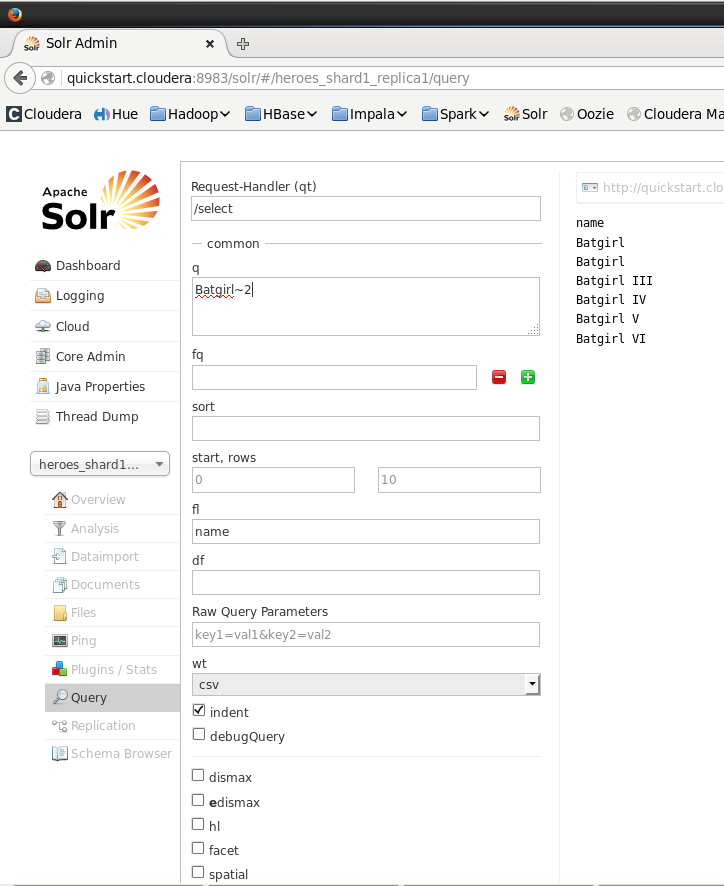 Solr Admin
quickstart.cloudera:8983/solr/#/heroes_shard1_replica1/query
Cloudera Hue Hadoop HBase Impala Spark Solr Oozie Cloudera Ma
Apache
Solr
Dashboard
Logging
Cloud
Core Admin
Java Properties
Thread Dump
heroes_shard1...
Overview
Analysis
Dataimport
Documents
Files
Ping
Plugins / Stats
Query
Replication
Schema Browser
Request-Handler (qt)
/select
common
q
Batgirl~2
fq
sort
start, rows
0 10
fl
name
df
Raw Query Parameters
key1=val1&key2=val2
wt
csv
indent
debugQuery
dismax
edismax
hl
facet
spatial
http://quickstart.clo
name
Batgirl
Batgirl
Batgirl III
Batgirl IV
Batgirl V
Batgirl VI